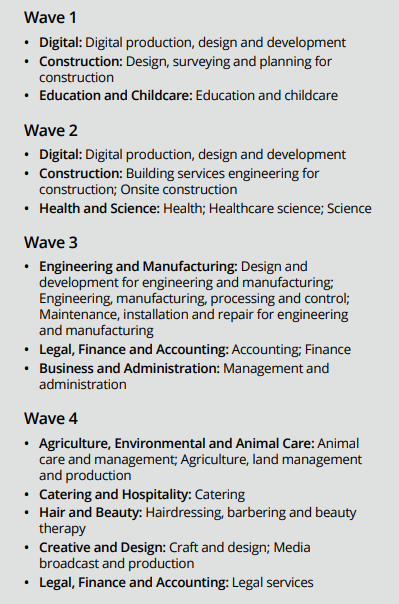 Wave 1
• Digital: Digital production, design and development
• Construction: Design, surveying and planning for
construction
• Education and Childcare: Education and childcare
Wave 2
• Digital: Digital production, design and development
• Construction: Building services engineering for
construction; Onsite construction
• Health and Science: Health; Healthcare science; Science
Wave 3
• Engineering and Manufacturing: Design and
development for engineering and manufacturing;
Engineering, manufacturing, processing and control;
Maintenance, installation and repair for engineering
and manufacturing
• Legal, Finance and Accounting: Accounting; Finance
• Business and Administration: Management and
administration
Wave 4
• Agriculture, Environmental and Animal Care: Animal
care and management; Agriculture, land management
and production
• Catering and Hospitality: Catering
• Hair and Beauty: Hairdressing, barbering and beauty
therapy
• Creative and Design: Craft and design; Media
broadcast and production
• Legal, Finance and Accounting: Legal services